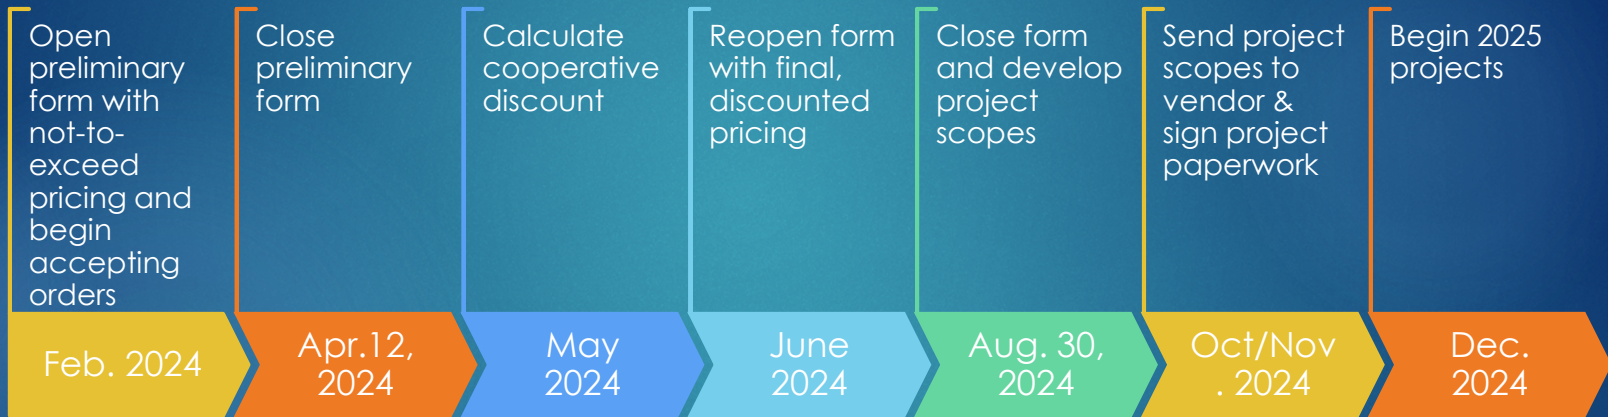 Open
preliminary
form with
not-to-
exceed
pricing and
begin
accepting
orders
Feb. 2024
Close
preliminary
form
Apr.12,
2024
Calculate
cooperative
discount
May
2024
Reopen form
with final,
discounted
pricing
June
2024
Close form
and develop
project
scopes
Aug. 30,
2024
Send project
scopes to
vendor &
sign project
paperwork
Oct/Nov
. 2024
Begin 2025
projects
Dec.
2024